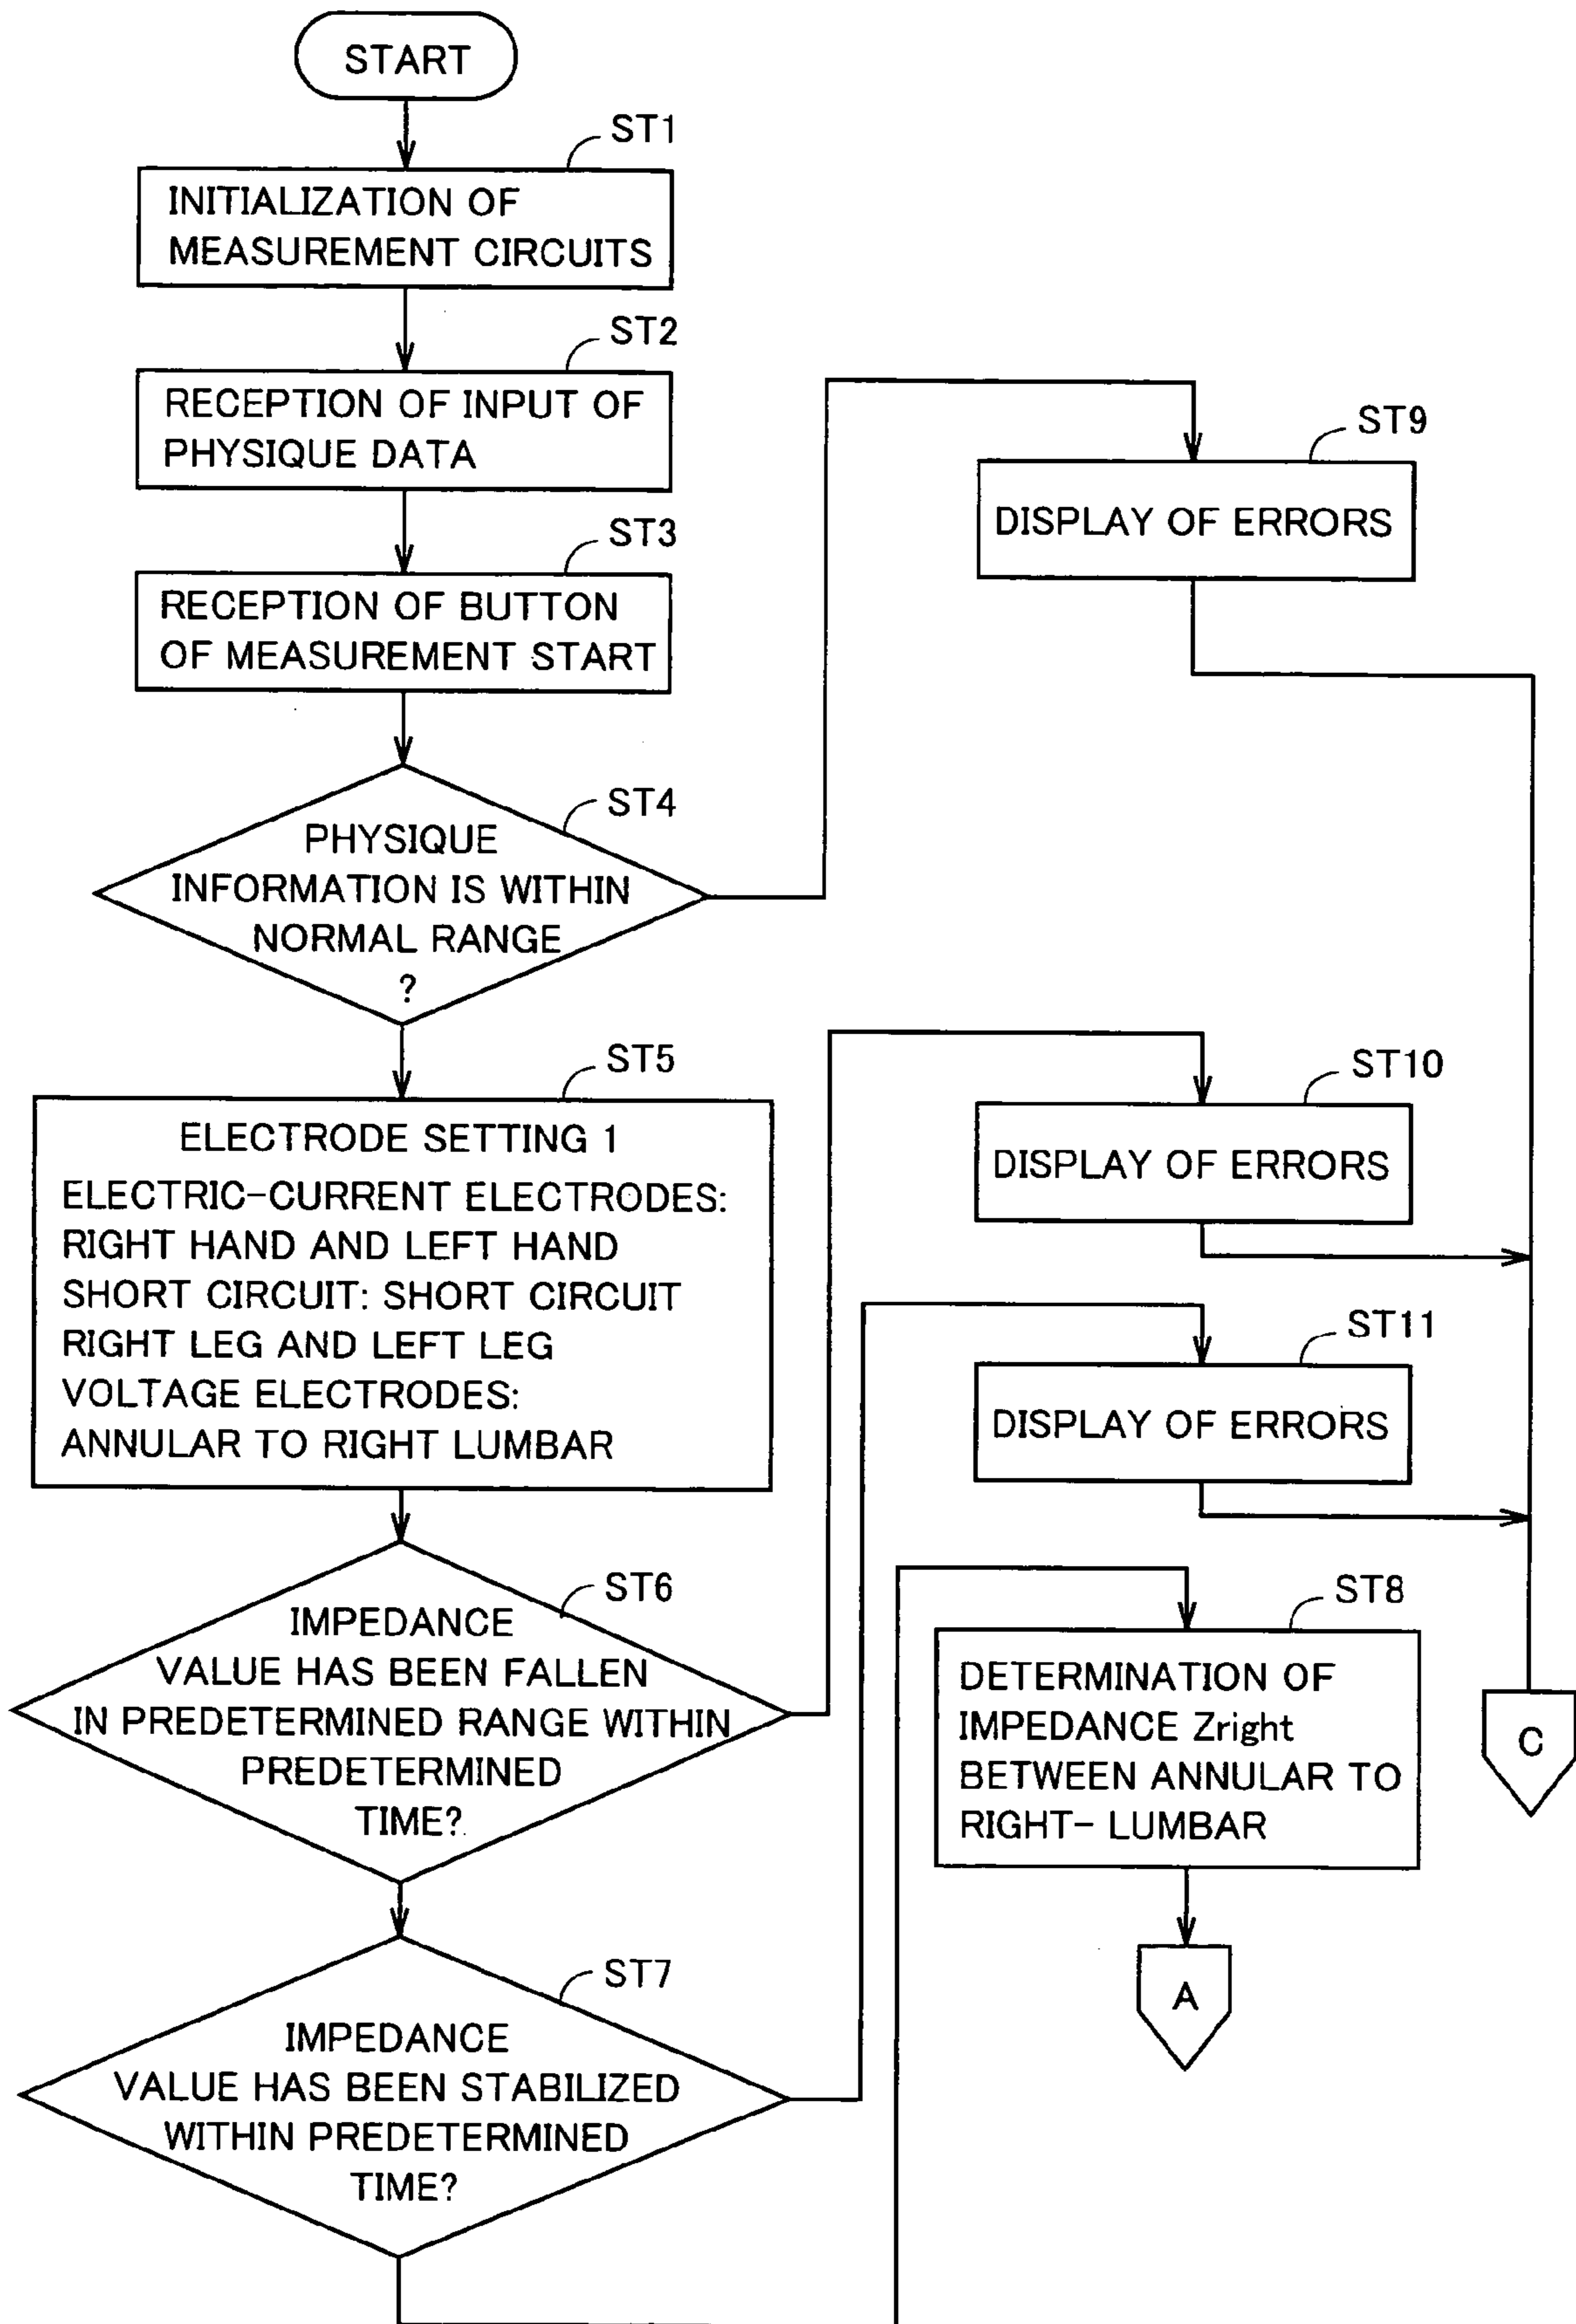 START
ST1
INITIALIZATION OF
MEASUREMENT CIRCUITS
ST2
RECEPTION OF INPUT OF
PHYSIQUE DATA
ST3
RECEPTION OF BUTTON
OF MEASUREMENT START
ST4
PHYSIQUE
INFORMATION IS WITHIN
NORMAL RANGE
?
ST5
ELECTRODE SETTING 1
ELECTRIC-CURRENT ELECTRODES:
RIGHT HAND AND LEFT HAND
SHORT CIRCUIT: SHORT CIRCUIT
RIGHT LEG AND LEFT LEG
VOLTAGE ELECTRODES:
ANNULAR TO RIGHT LUMBAR
ST6
IMPEDANCE
VALUE HAS BEEN FALLEN
IN PREDETERMINED RANGE WITHIN
PREDETERMINED
TIME?
ST7
IMPEDANCE
VALUE HAS BEEN STABILIZED
WITHIN PREDETERMINED
TIME?
ST9
DISPLAY OF ERRORS
ST10
DISPLAY OF ERRORS
ST11
DISPLAY OF ERRORS
ST8
DETERMINATION OF
IMPEDANCE Zright
BETWEEN ANNULAR TO
RIGHT- LUMBAR
A
C